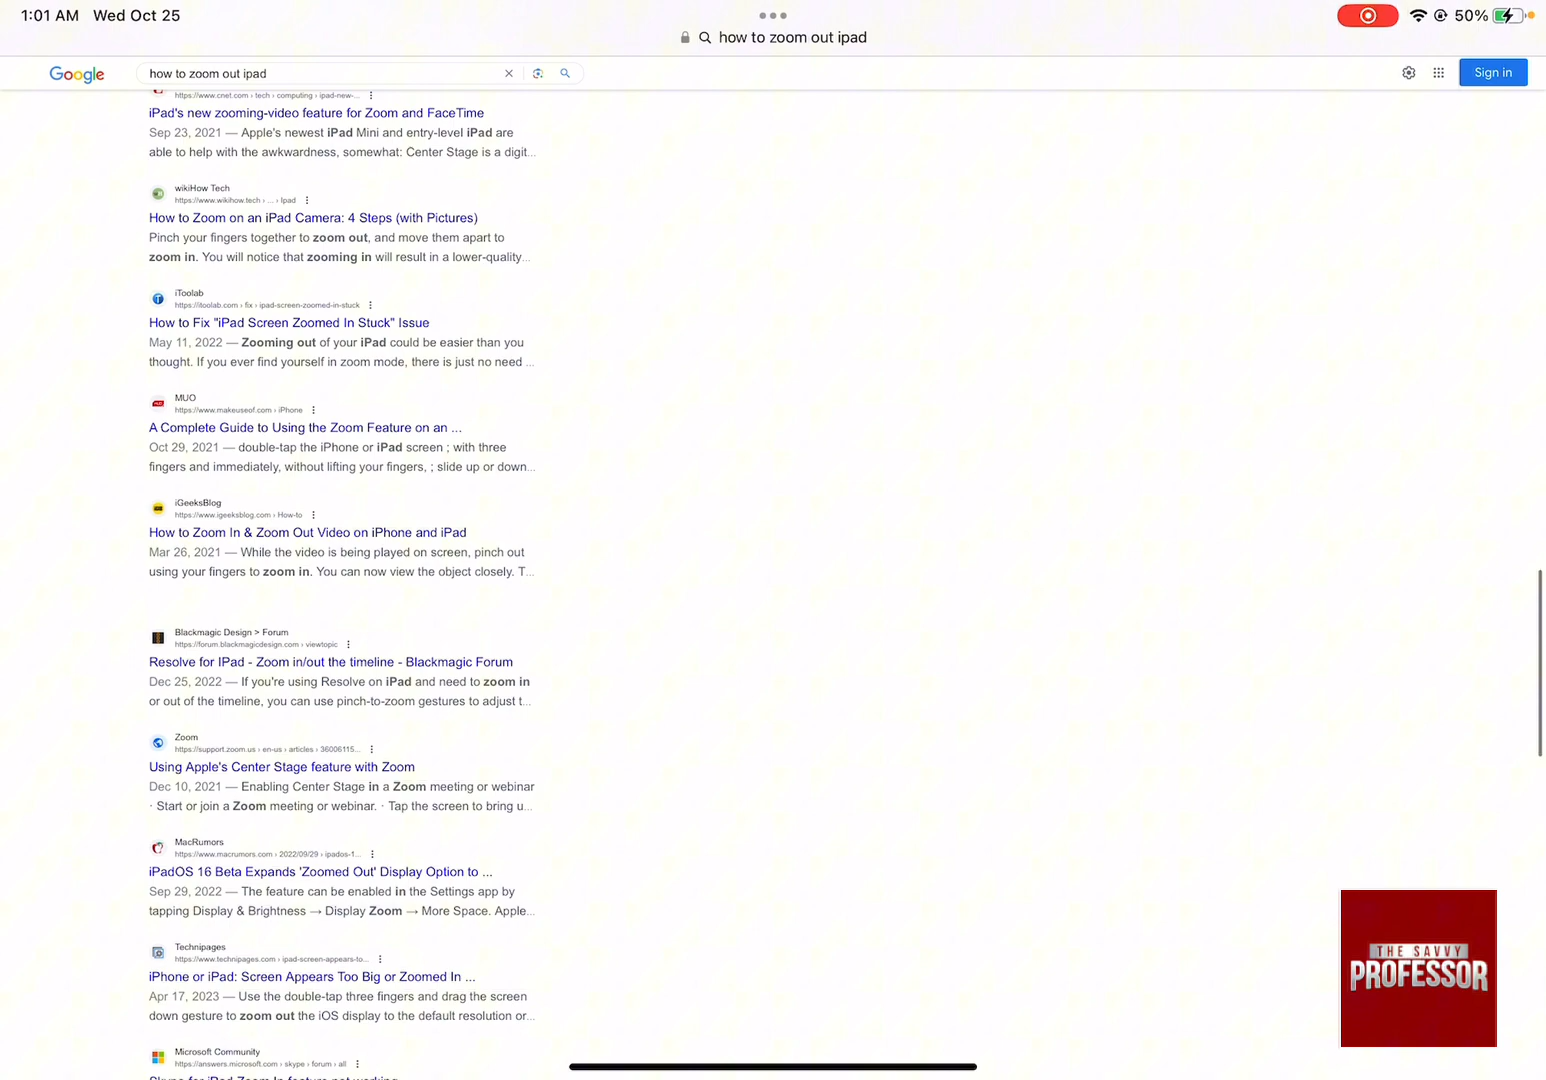 1:01 AM Wed Oct 25
50%
how to zoom out ipad
Google
how to zoom out ipad
Sign in
https://www.cnet.com › tech › computing › ipad-new-...
iPad's new zooming-video feature for Zoom and FaceTime
Sep 23, 2021 — Apple's newest iPad Mini and entry-level iPad are
able to help with the awkwardness, somewhat: Center Stage is a digit...
wikiHow Tech
https://www.wikihow.tech › ... › Ipad
How to Zoom on an iPad Camera: 4 Steps (with Pictures)
Pinch your fingers together to zoom out, and move them apart to
zoom in. You will notice that zooming in will result in a lower-quality...
iToolab
https://itoolab.com › fix › ipad-screen-zoomed-in-stuck
How to Fix "iPad Screen Zoomed In Stuck" Issue
May 11, 2022 — Zooming out of your iPad could be easier than you
thought. If you ever find yourself in zoom mode, there is just no need ...
MUO
https://www.makeuseof.com › iPhone
A Complete Guide to Using the Zoom Feature on an ...
Oct 29, 2021 — double-tap the iPhone or iPad screen ; with three
fingers and immediately, without lifting your fingers, ; slide up or down...
iGeeksBlog
https://www.igeeksblog.com › How-to
How to Zoom In & Zoom Out Video on iPhone and iPad
Mar 26, 2021 — While the video is being played on screen, pinch out
using your fingers to zoom in. You can now view the object closely. T...
Blackmagic Design > Forum
https://forum.blackmagicdesign.com › viewtopic
Resolve for IPad - Zoom in/out the timeline - Blackmagic Forum
Dec 25, 2022 — If you're using Resolve on iPad and need to zoom in
or out of the timeline, you can use pinch-to-zoom gestures to adjust t...
Zoom
https://support.zoom.us › en-us › articles › 36006115...
Using Apple's Center Stage feature with Zoom
Dec 10, 2021 — Enabling Center Stage in a Zoom meeting or webinar
· Start or join a Zoom meeting or webinar. · Tap the screen to bring u...
MacRumors
https://www.macrumors.com › 2022/09/29 › ipados-1...
iPadOS 16 Beta Expands 'Zoomed Out' Display Option to ...
Sep 29, 2022 — The feature can be enabled in the Settings app by
tapping Display & Brightness → Display Zoom → More Space. Apple...
Technipages
https://www.technipages.com › ipad-screen-appears-to...
iPhone or iPad: Screen Appears Too Big or Zoomed In ...
Apr 17, 2023 — Use the double-tap three fingers and drag the screen
down gesture to zoom out the iOS display to the default resolution or...
Microsoft Community
https://answers.microsoft.com › skype › forum › all
Skype for iPad Zoom In feature not working
THE SAVVY
PROFESSOR